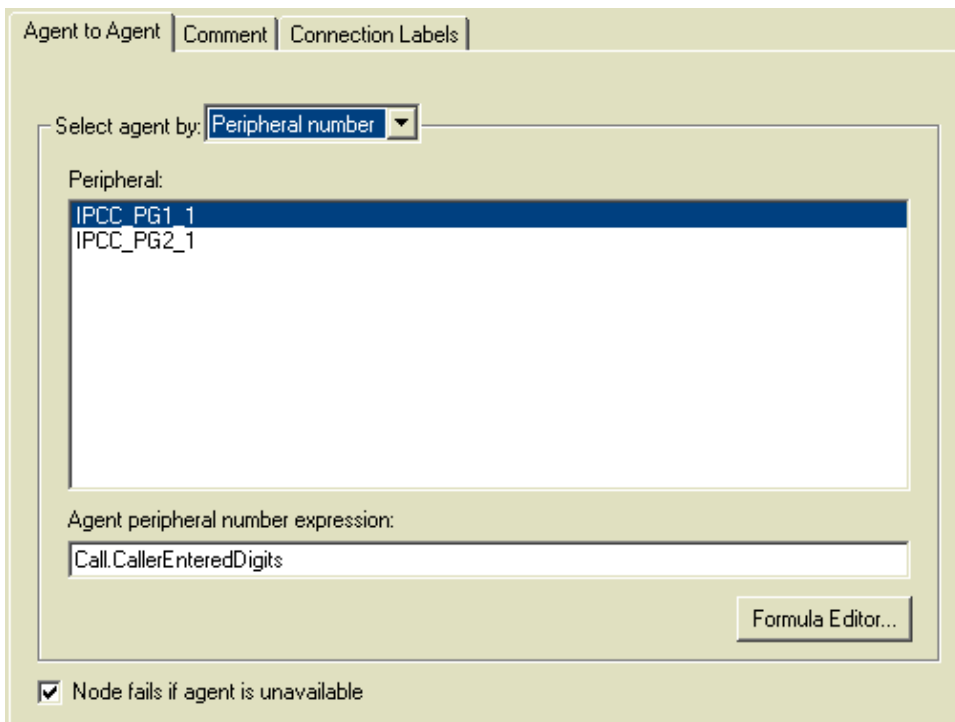 Agent to Agent Comment Connection Labels
Select agent by: Peripheral number
Peripheral:
IPCC_PG1_1
IPCC_PG2_1
Agent peripheral number expression:
Call.CallerEnteredDigits
Formula Editor...
Node fails if agent is unavailable